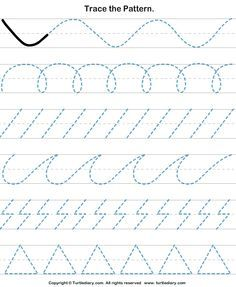 Trace the Pattern.
Copyright © Turtlediary.com. All rights reserved www.turtlediary.com